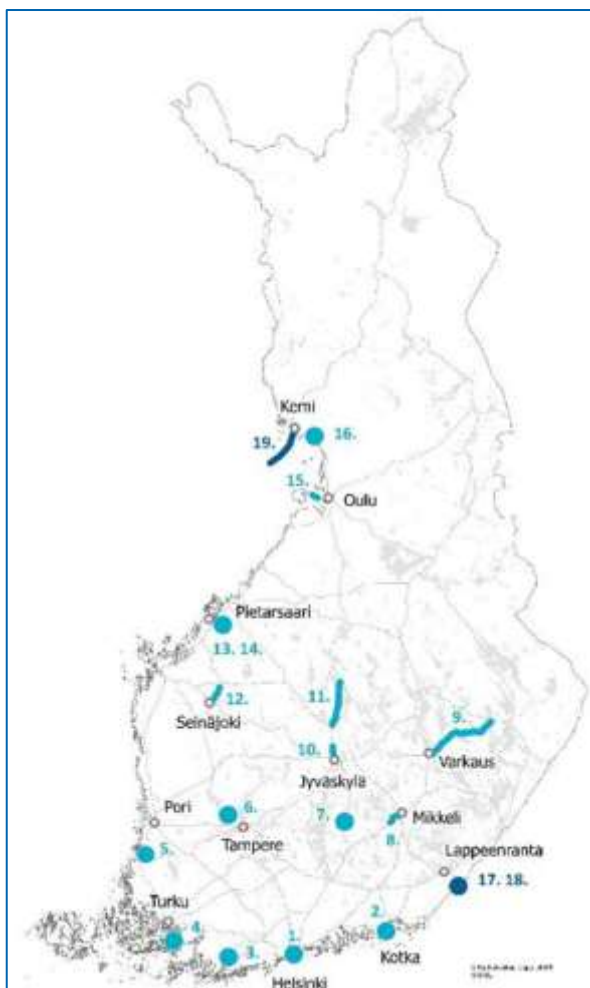 Kemi
19.
16.
15.
Oulu
Pietarsaari
13. 14.
12.
Seinäjoki
11.
10.
Jyväskylä
9.
Varkaus
Pori
6.
Tampere
7.
Mikkeli
8.
Lappeenranta
5.
17. 18.
Turku
4.
3.
1.
2.
Kotka
Helsinki